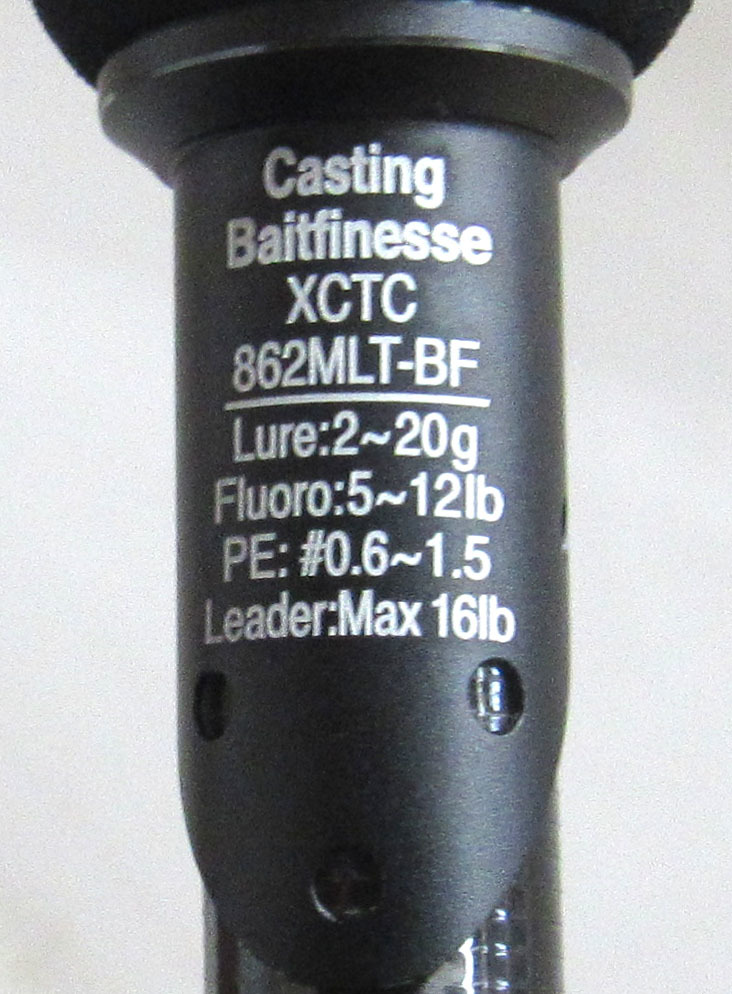 Casting
Baitfinesse
XCTC
862MLT-BF
Lure:2~20g
Fluoro:5~12lb
PE: #0.6~1.5
Leader:Max 16lb